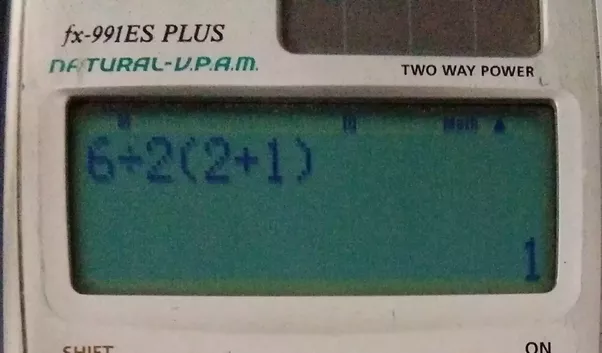 fx-991ES PLUS
NATURAL-V.P.A.M.
TWO WAY POWER
M D Math ▲
6÷2(2+1)
1
SHIFT
ON